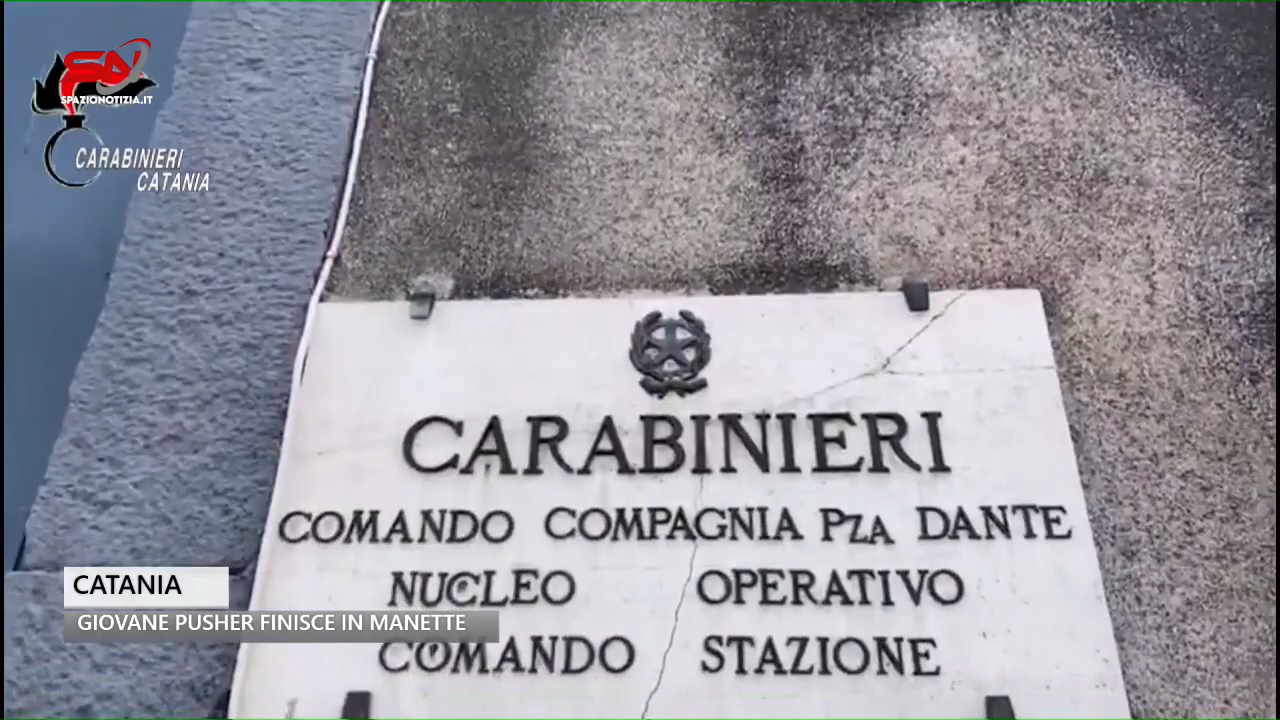 SPAZIONOTIZIA.IT
CARABINIERI
CATANIA
CARABINIERI
COMANDO COMPAGNIA PZA DANTE
NUCLEO OPERATIVO
COMANDO STAZIONE
CATANIA
GIOVANE PUSHER FINISCE IN MANETTE